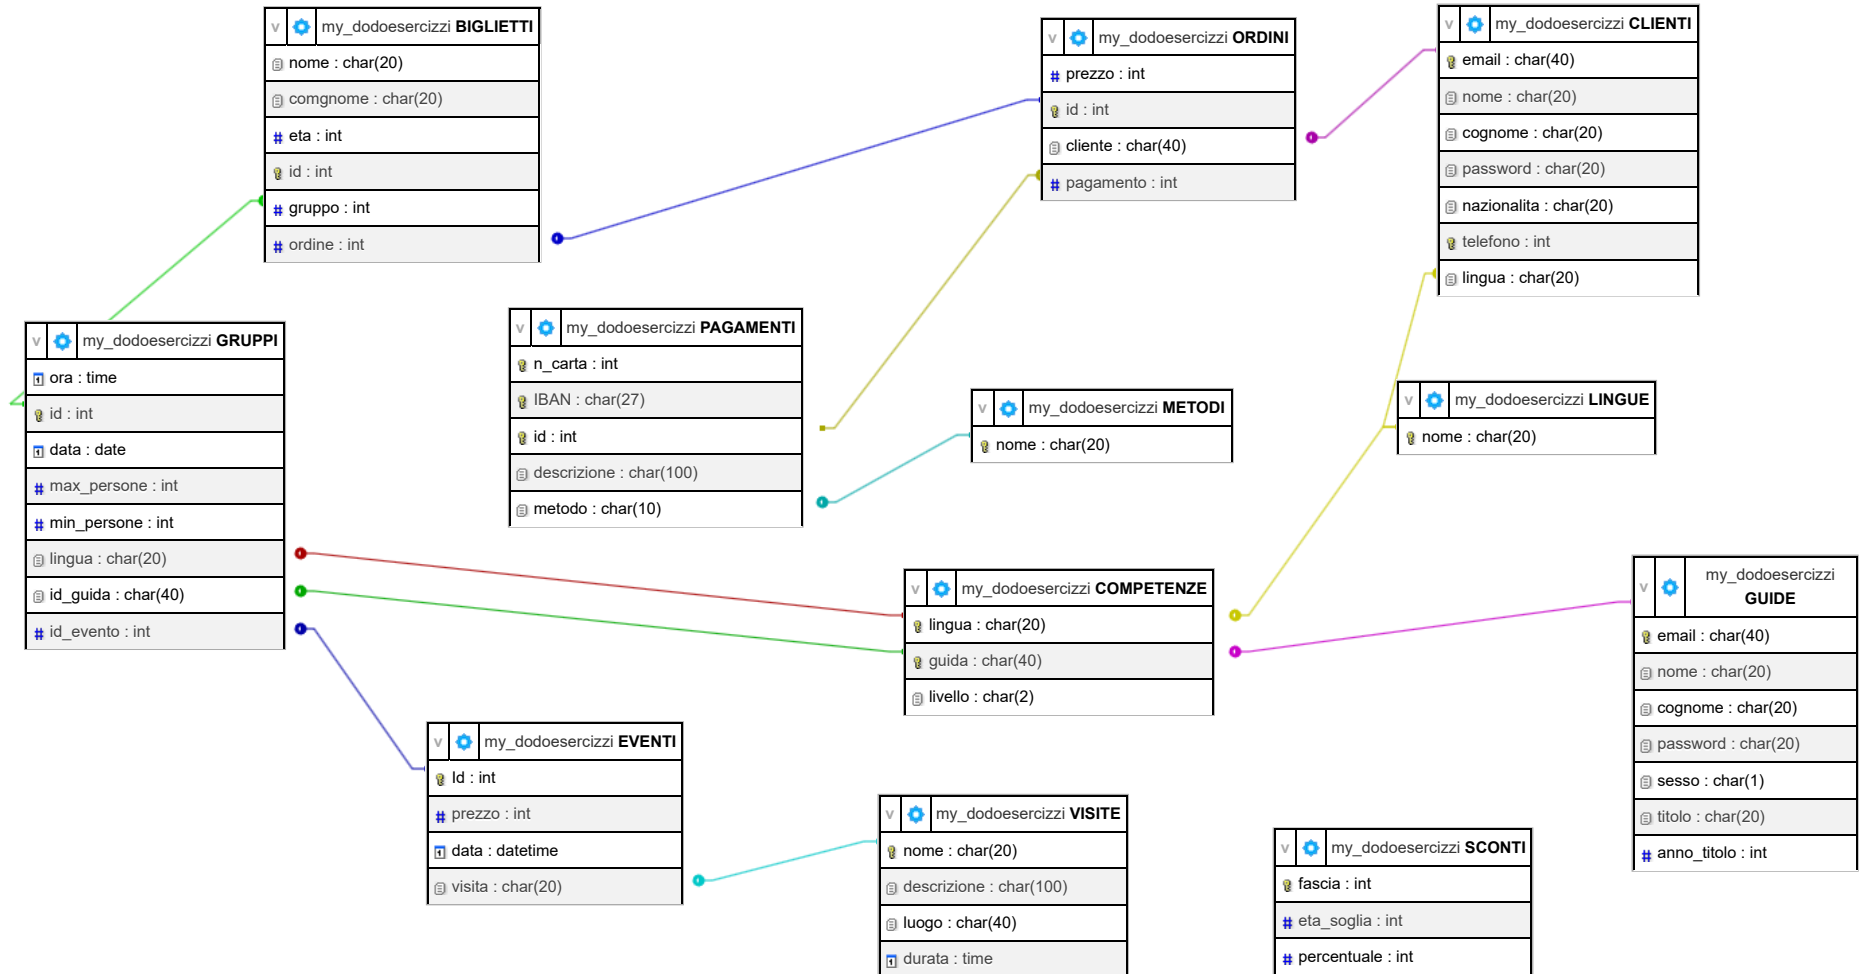 v my_dodoesercizzi BIGLIETTI
nome : char(20)
comgnome : char(20)
# eta : int
id : int
# gruppo : int
# ordine : int
v my_dodoesercizzi ORDINI
# prezzo : int
id : int
cliente : char(40)
# pagamento : int
v my_dodoesercizzi CLIENTI
email : char(40)
nome : char(20)
cognome : char(20)
password : char(20)
nazionalita : char(20)
telefono : int
lingua : char(20)
v my_dodoesercizzi GRUPPI
ora : time
id : int
data : date
# max_persone : int
# min_persone : int
lingua : char(20)
id_guida : char(40)
# id_evento : int
v my_dodoesercizzi PAGAMENTI
n_carta : int
IBAN : char(27)
id : int
descrizione : char(100)
metodo : char(10)
v my_dodoesercizzi METODI
nome : char(20)
v my_dodoesercizzi LINGUE
nome : char(20)
v my_dodoesercizzi COMPETENZE
lingua : char(20)
guida : char(40)
livello : char(2)
v my_dodoesercizzi
GUIDE
email : char(40)
nome : char(20)
cognome : char(20)
password : char(20)
sesso : char(1)
titolo : char(20)
# anno_titolo : int
v my_dodoesercizzi EVENTI
Id : int
# prezzo : int
data : datetime
visita : char(20)
v my_dodoesercizzi VISITE
nome : char(20)
descrizione : char(100)
luogo : char(40)
durata : time
v my_dodoesercizzi SCONTI
fascia : int
# eta_soglia : int
# percentuale : int